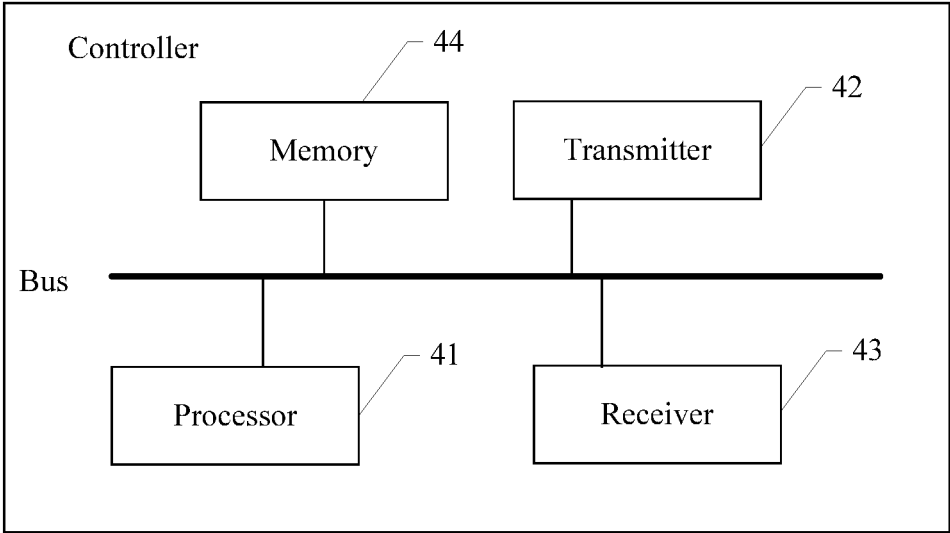 Controller
44
Memory
42
Transmitter
Bus
41
Processor
43
Receiver